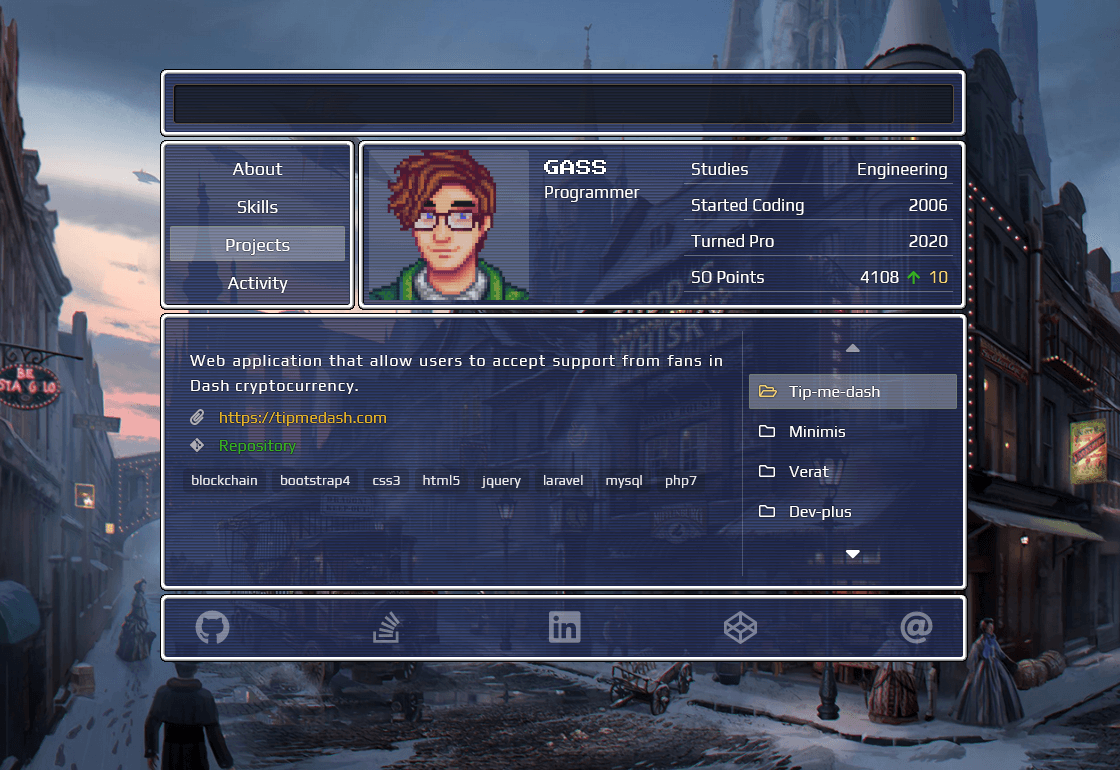 About
Skills
Projects
Activity
GASS
Programmer
Studies Engineering
Started Coding 2006
Turned Pro 2020
SO Points 4108 10
Web application that allow users to accept support from fans in
Dash cryptocurrency.
https://tipmedash.com
Repository
blockchain bootstrap4 css3 html5 jquery laravel mysql php7
Tip-me-dash
Minimis
Verat
Dev-plus
in
WHISKY